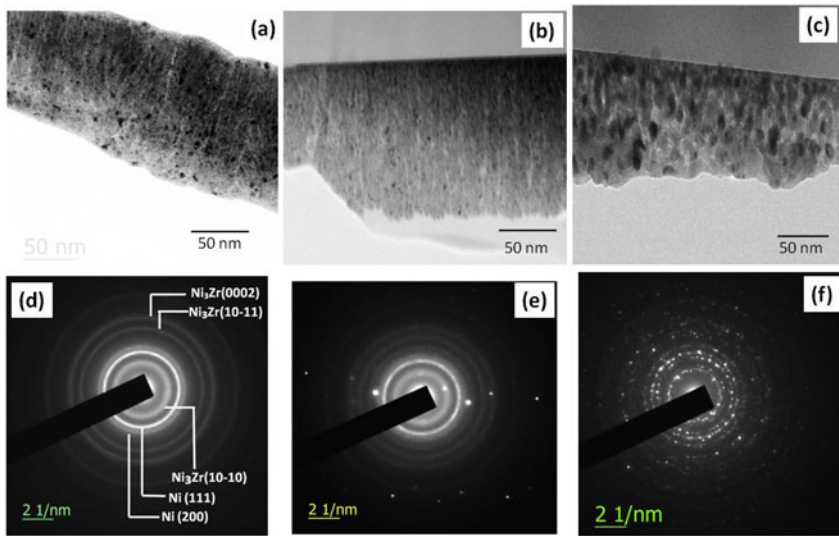 (a)
50 nm
50 nm
(b)
50 nm
(c)
50 nm
(d)
Ni₃Zr(0002)
Ni₃Zr(10-11)
Ni₃Zr(10-10)
Ni (111)
Ni (200)
2 1/nm
(e)
2 1/nm
(f)
2 1/nm